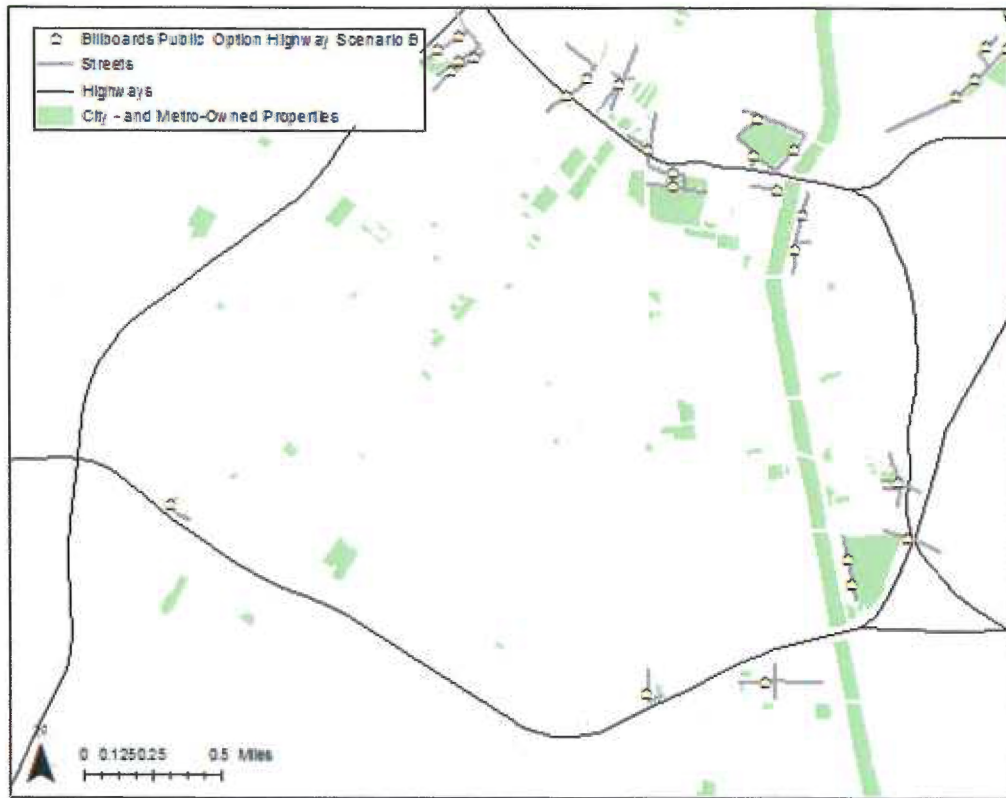 Billboards Public Option Highway Scenario B
Streets
Highways
City - and Metro-Owned Properties
0 0.1250.25 0.5 Miles